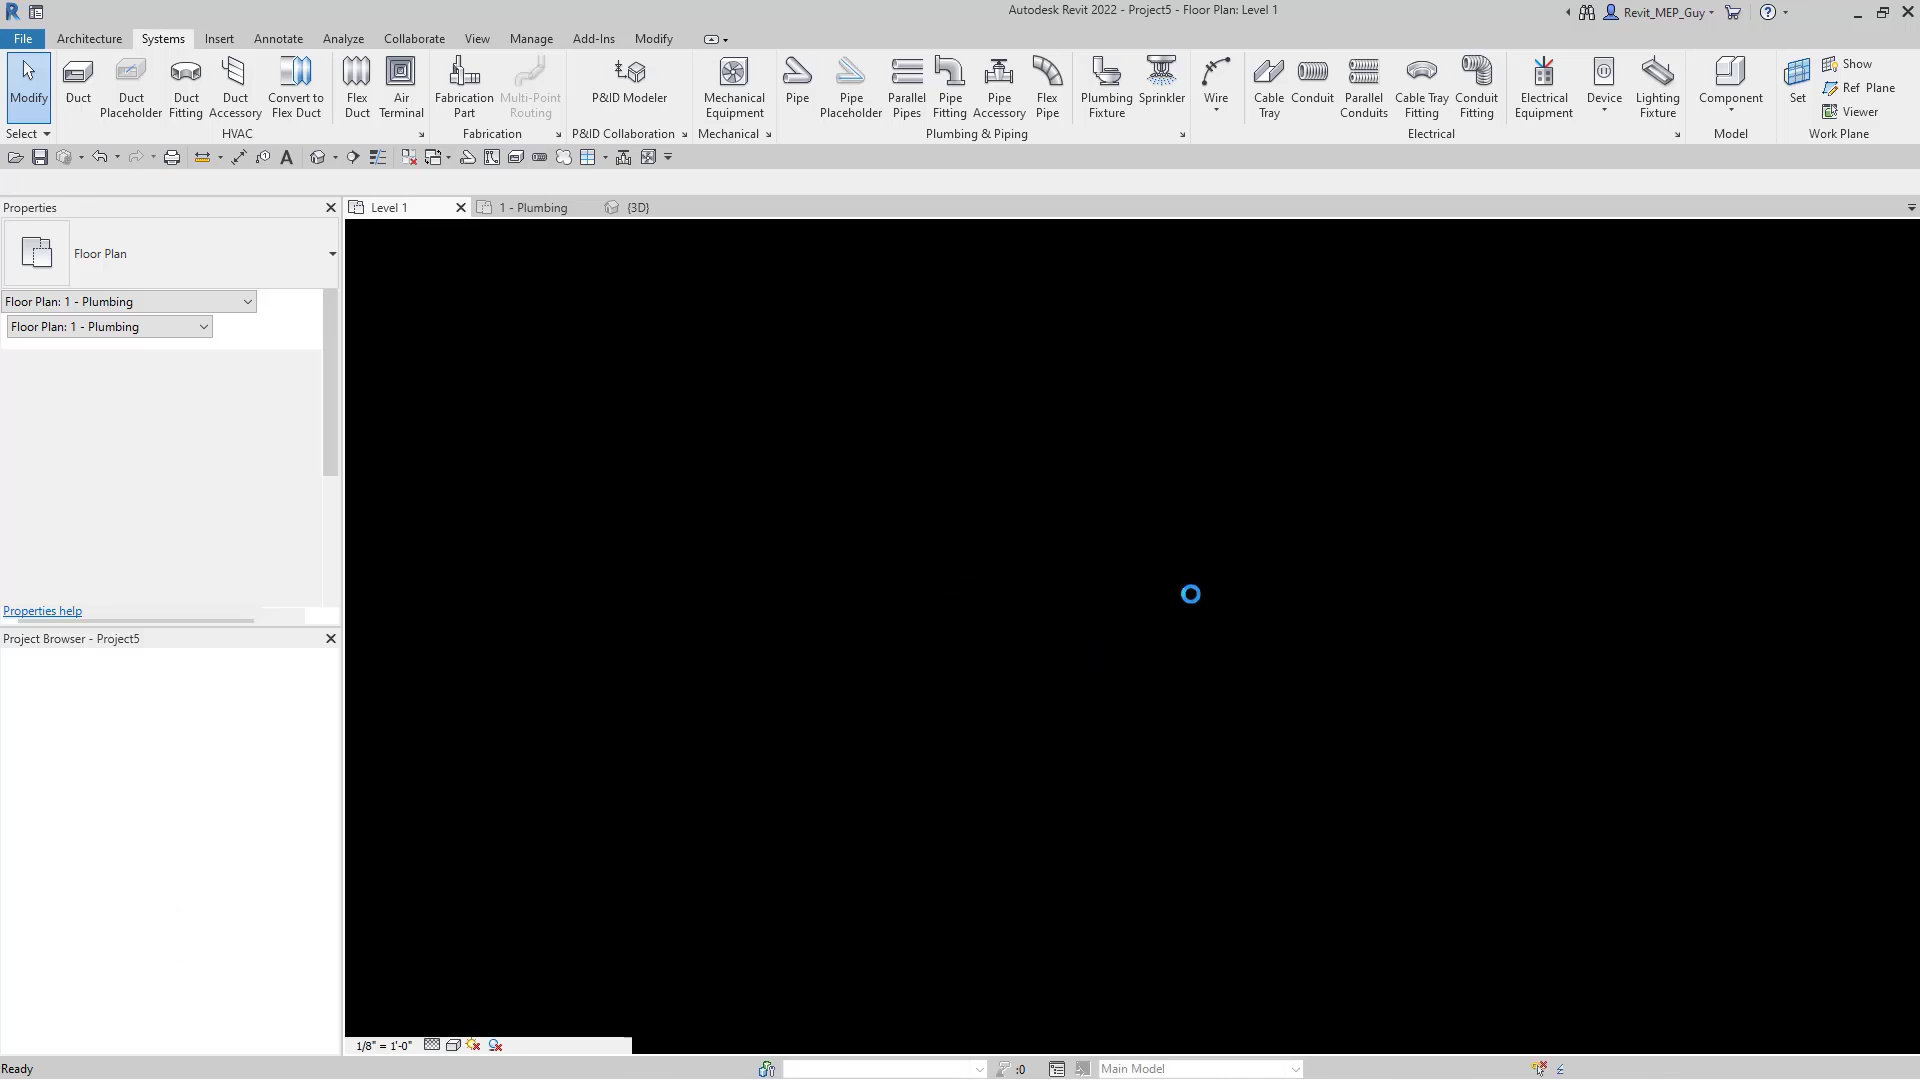 Autodesk Revit 2022 - Project5 - Floor Plan: Level 1
Revit_MEP_Guy
File Architecture Systems Insert Annotate Analyze Collaborate View Manage Add-Ins Modify
Modify
Duct
Duct Placeholder
Duct Fitting
Duct Accessory
Convert to Flex Duct
Flex Duct
Air Terminal
Fabrication Part
Multi-Point Routing
P&ID Modeler
Mechanical Equipment
Pipe
Pipe Placeholder
Parallel Pipes
Pipe Fitting
Pipe Accessory
Flex Pipe
Plumbing Fixture
Sprinkler
Wire
Cable Tray
Conduit
Parallel Conduits
Cable Tray Fitting
Conduit Fitting
Electrical Equipment
Device
Lighting Fixture
Component
Set
Show
Ref Plane
Viewer
Select HVAC Fabrication P&ID Collaboration Mechanical Plumbing & Piping Electrical Model Work Plane
Properties
Level 1 1 - Plumbing {3D}
Floor Plan
Floor Plan: 1 - Plumbing
Floor Plan: 1 - Plumbing
Properties help
Project Browser - Project5
1/8" = 1'-0"
Ready :0 Main Model